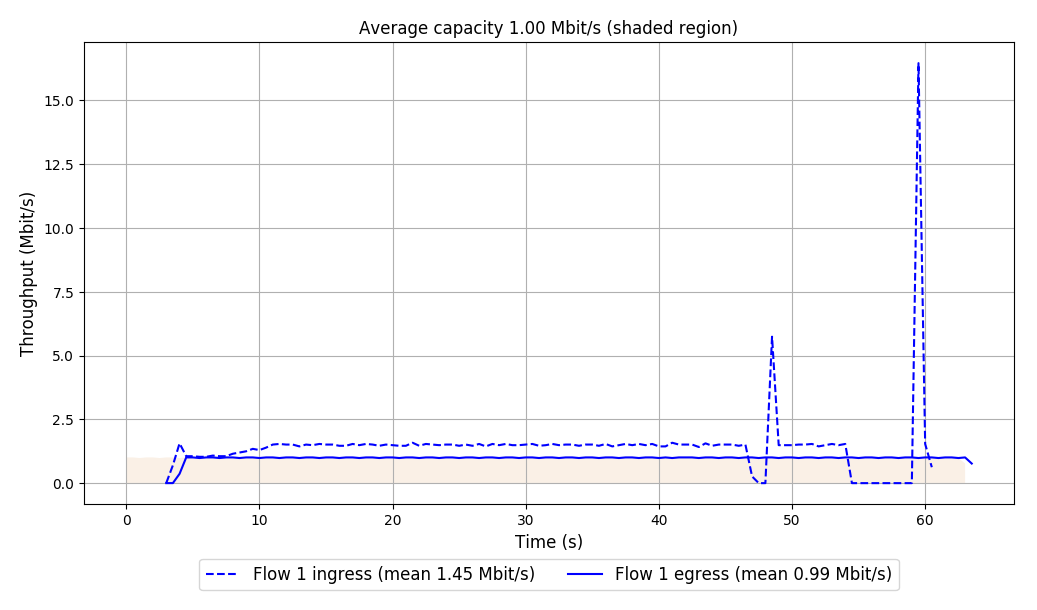 Average capacity 1.00 Mbit/s (shaded region)
Throughput (Mbit/s)
15.0
12.5
10.0
7.5
5.0
2.5
0.0
0 10 20 30 40 50 60
Time (s)
Flow 1 ingress (mean 1.45 Mbit/s) Flow 1 egress (mean 0.99 Mbit/s)